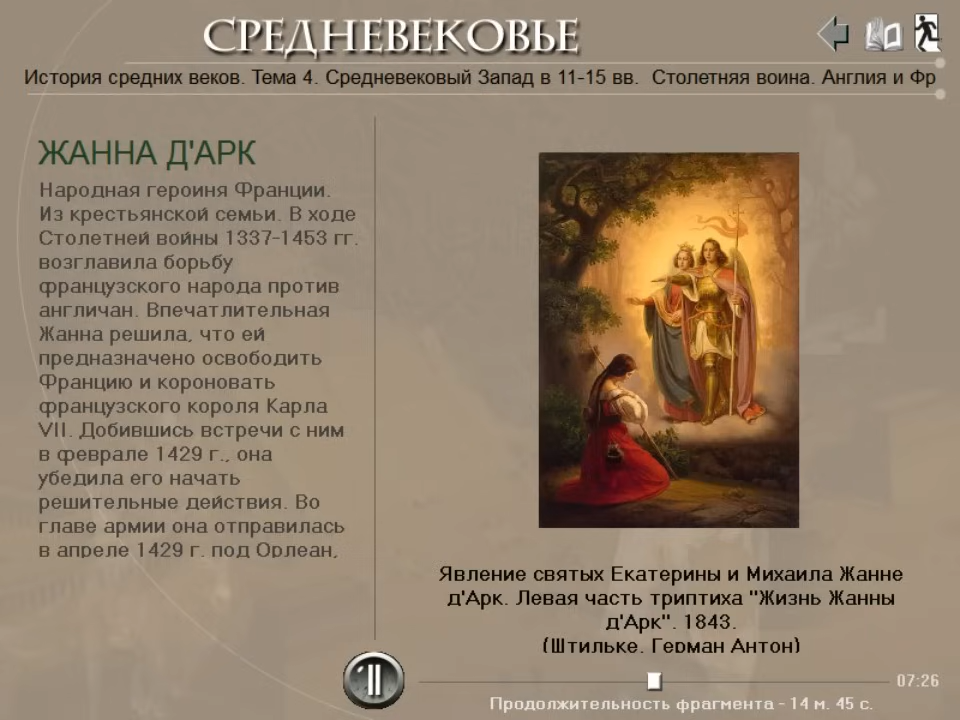 СРЕДНЕВЕКОВЬЕ
История средних веков. Тема 4. Средневековый Запад в 11-15 вв. Столетняя воина. Англия и Фр
ЖАННА Д'АРК
Народная героиня Франции.
Из крестьянской семьи. В ходе
Столетней войны 1337-1453 гг.
возглавила борьбу
французского народа против
англичан. Впечатлительная
Жанна решила, что ей
предназначено освободить
Францию и короновать
французского короля Карла
VII. Добившись встречи с ним
в феврале 1429 г., она
убедила его начать
решительные действия. Во
главе армии она отправилась
в апреле 1429 г. под Орлеан,
Явление святых Екатерины и Михаила Жанне
д'Арк. Левая часть триптиха "Жизнь Жанны
д'Арк". 1843.
(Штильке, Герман Антон)
07:26
Продолжительность фрагмента - 14 м. 45 с.